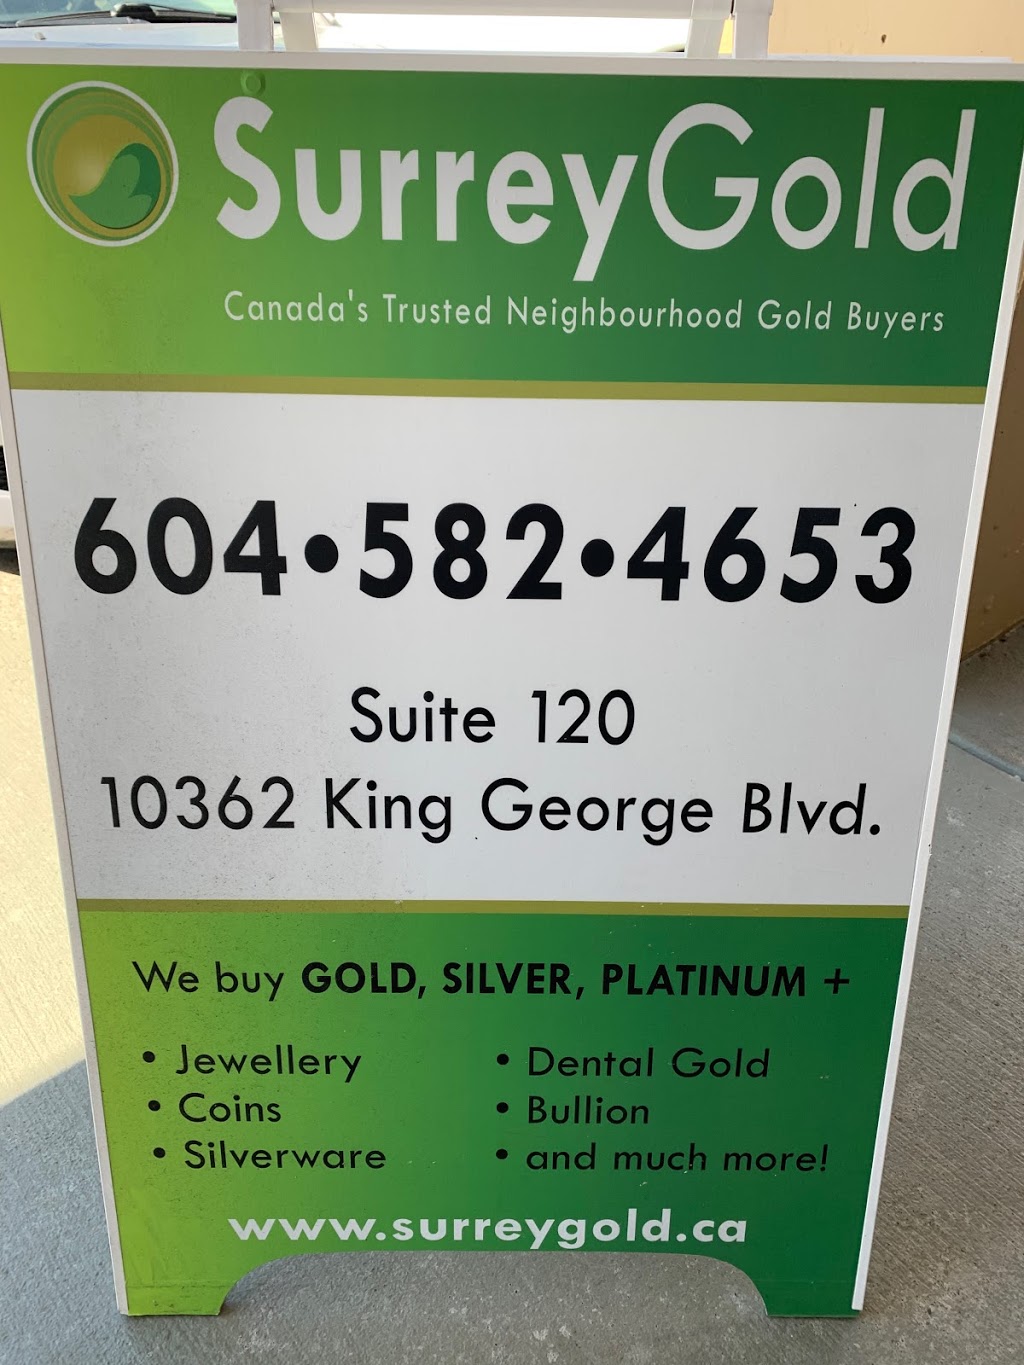 SurreyGold
Canada's Trusted Neighbourhood Gold Buyers
604•582•4653
Suite 120
10362 King George Blvd.
We buy GOLD, SILVER, PLATINUM +
• Jewellery
• Coins
• Silverware
• Dental Gold
• Bullion
• and much more!
www.surreygold.ca